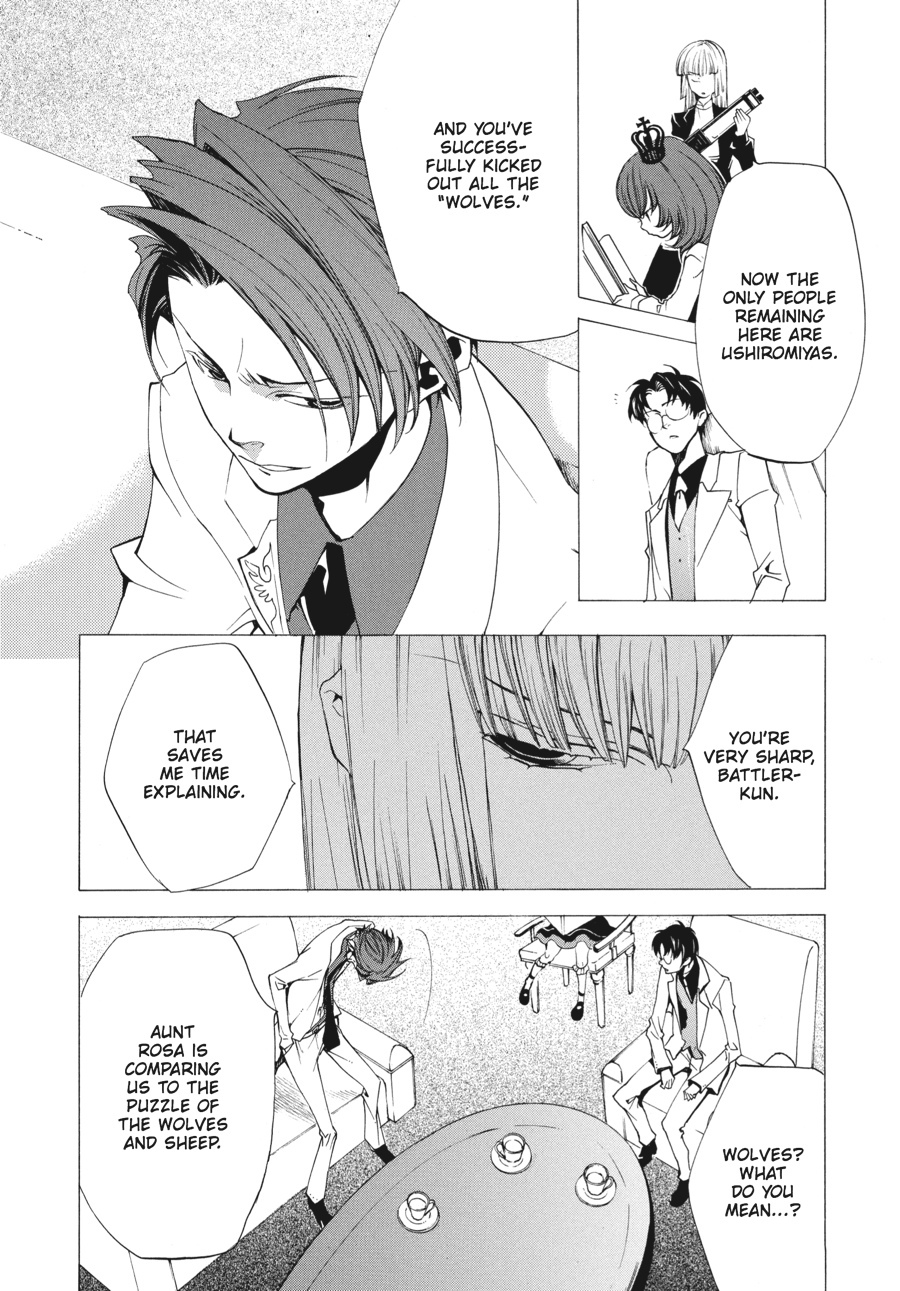 NOW THE
ONLY PEOPLE
REMAINING
HERE ARE
USHIROMIYAS.
AND YOU'VE
SUCCESS-
FULLY KICKED
OUT ALL THE
"WOLVES."
YOU'RE
VERY SHARP,
BATTLER-
KUN.
THAT
SAVES
ME TIME
EXPLAINING.
WOLVES?
WHAT
DO YOU
MEAN...?
AUNT
ROSA IS
COMPARING
US TO THE
PUZZLE OF
THE WOLVES
AND SHEEP.